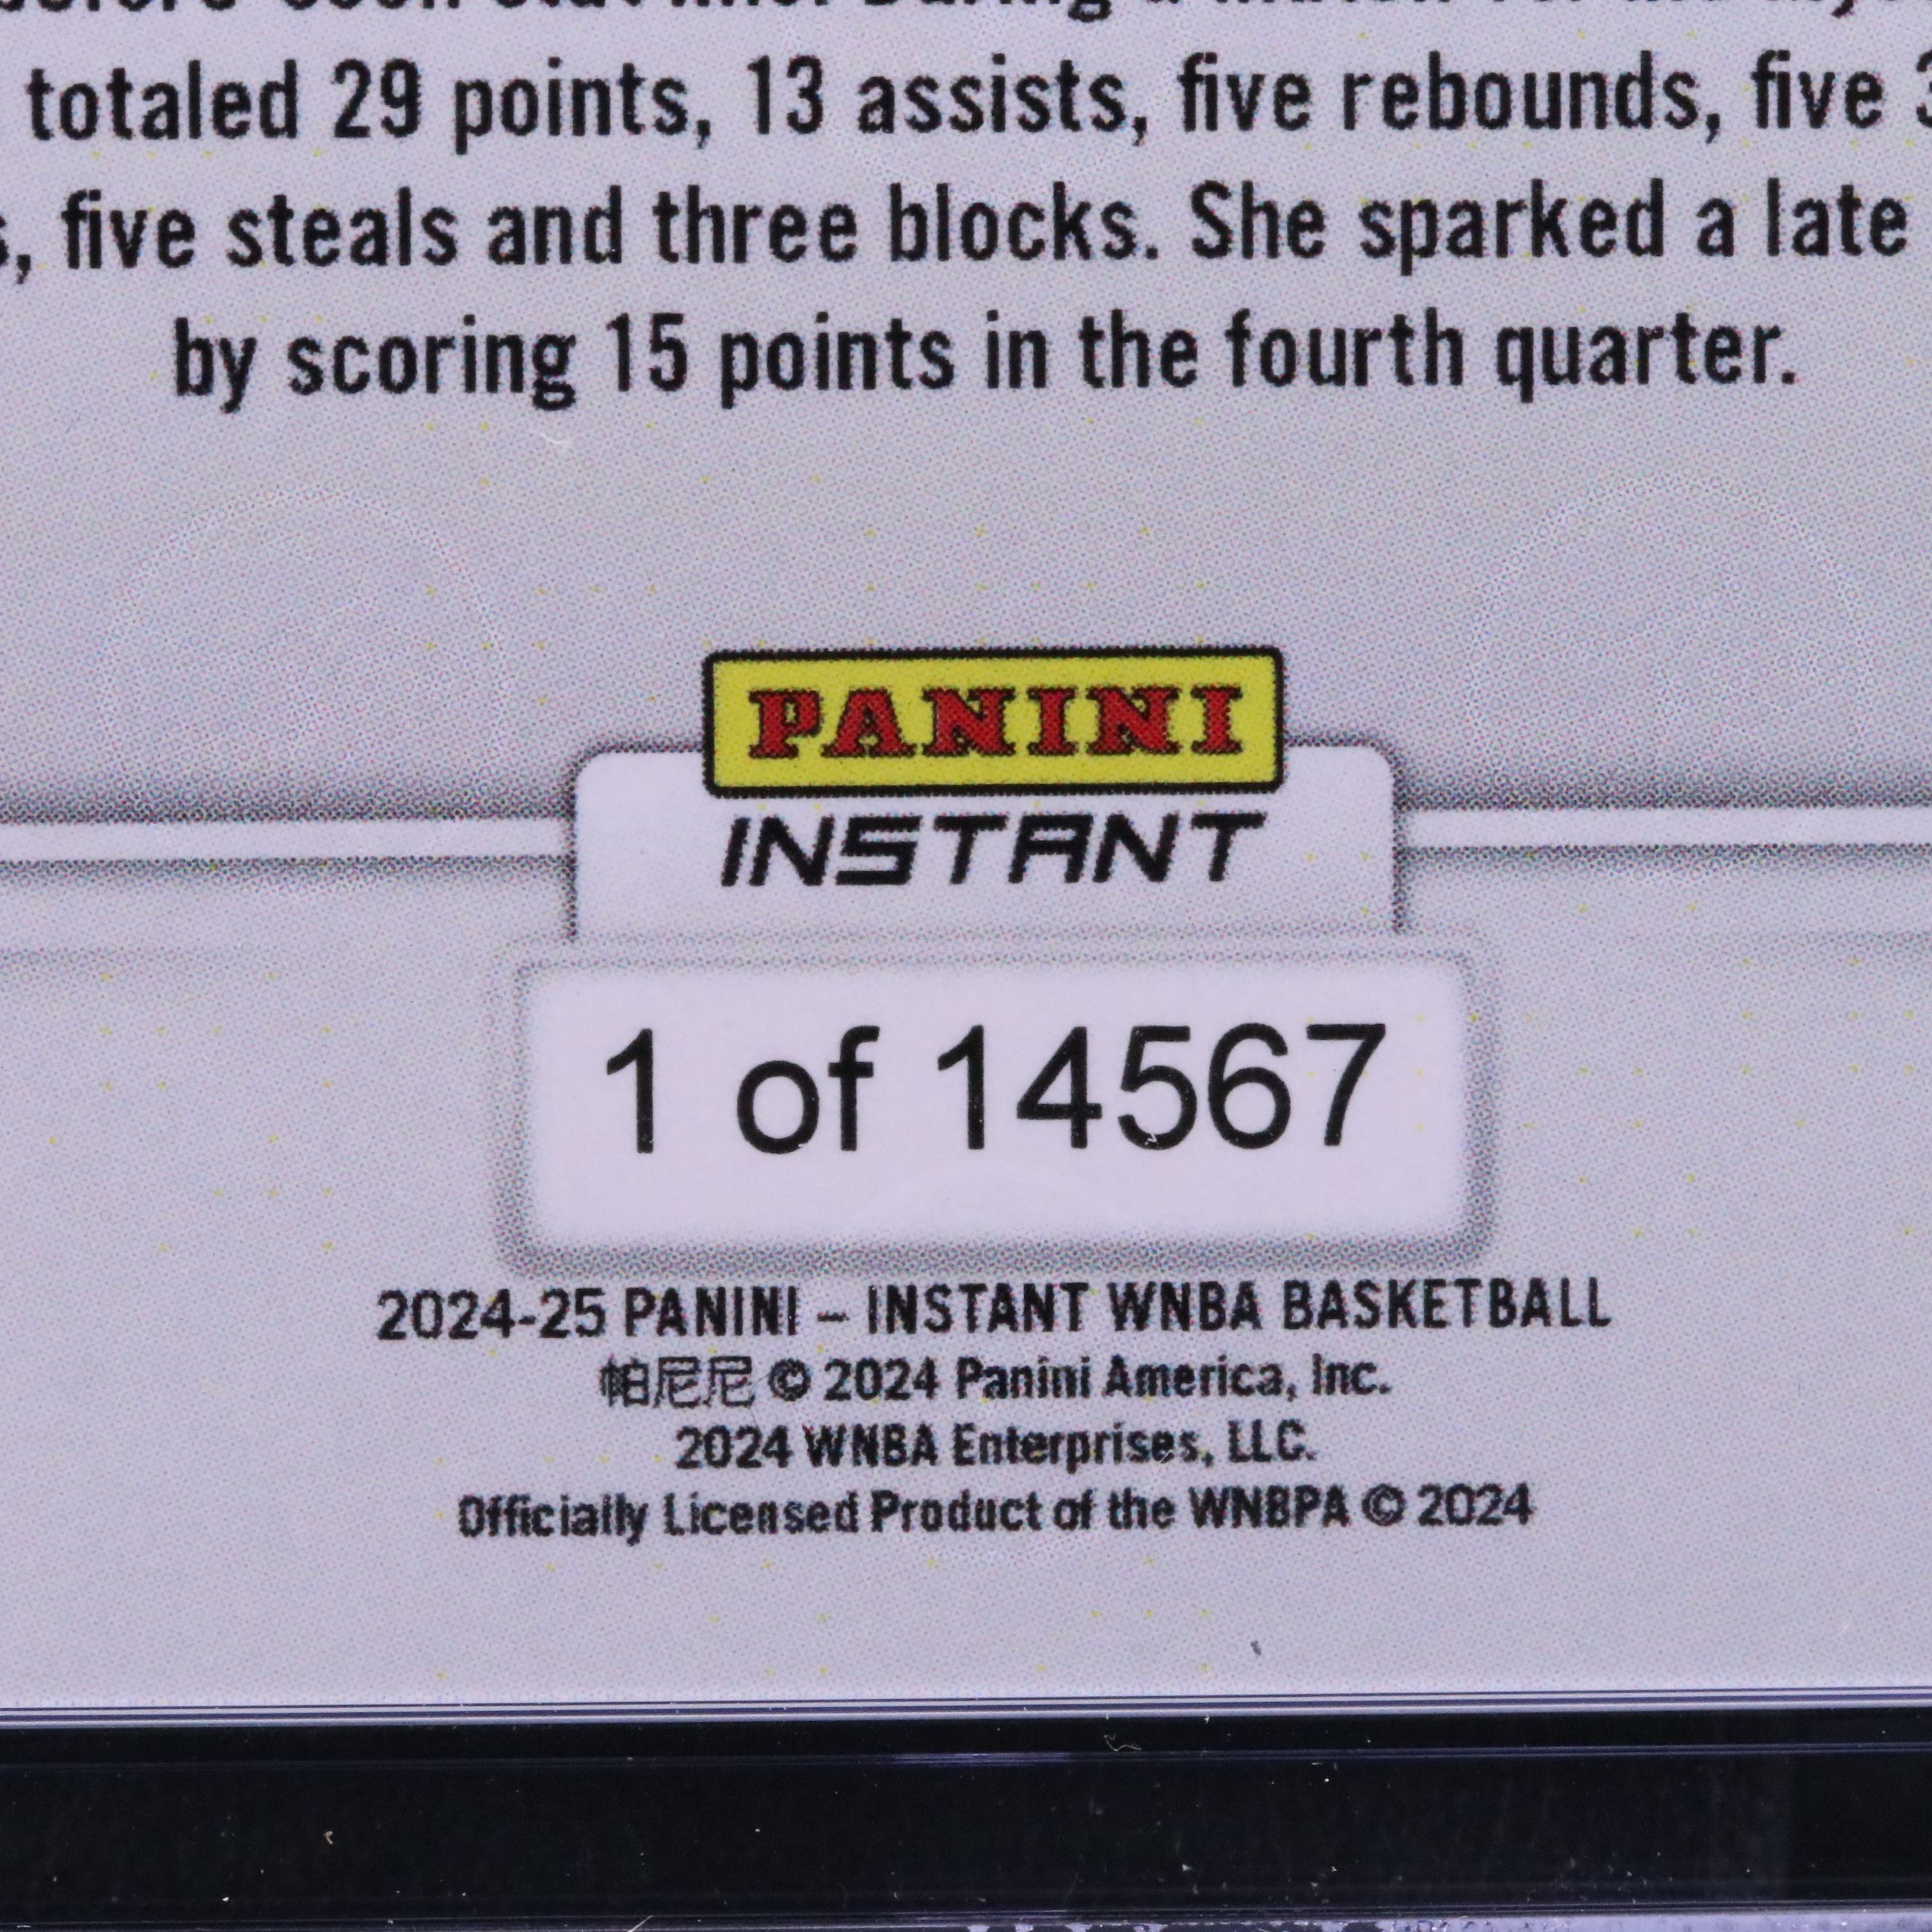 totaled 29 points, 13 assists, five rebounds, five 3
s, five steals and three blocks. She sparked a late
by scoring 15 points in the fourth quarter.
PANINI
INSTANT
1 of 14567
2024-25 PANINI – INSTANT WNBA BASKETBALL
帕尼尼 © 2024 Panini America, Inc.
2024 WNBA Enterprises, LLC.
Officially Licensed Product of the WNBPA © 2024